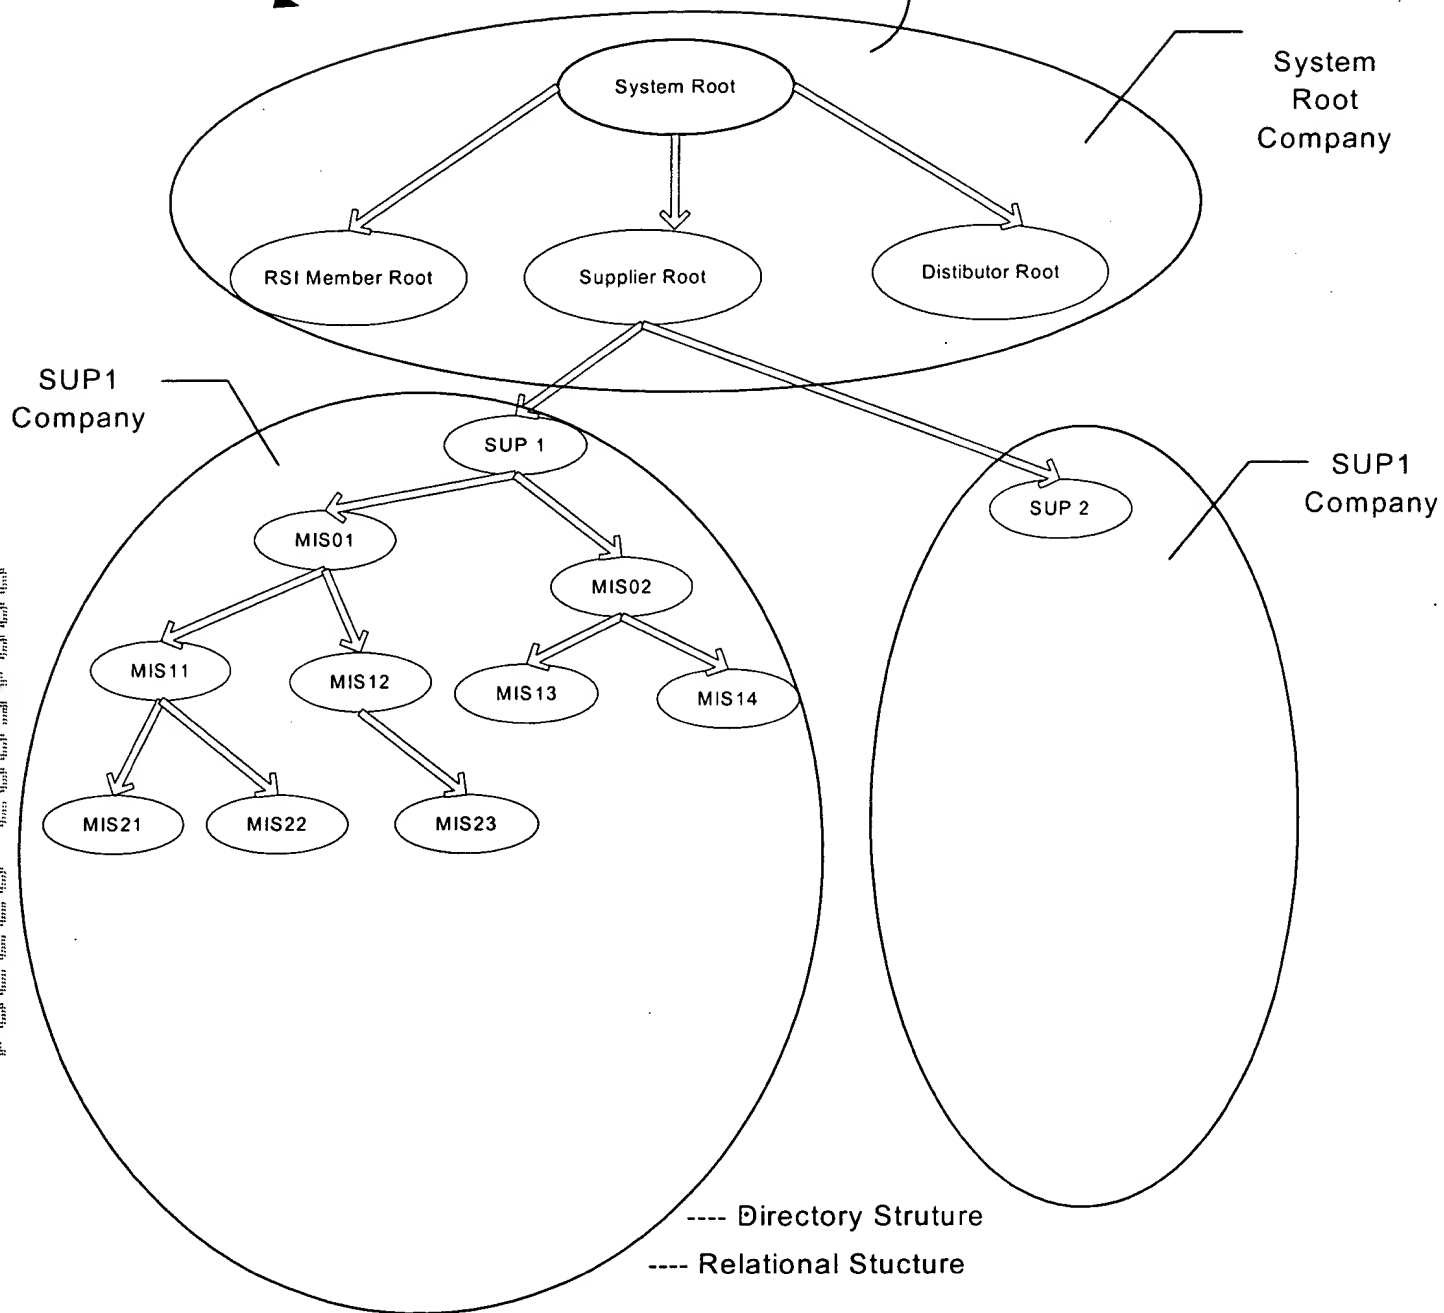 System Root
System
Root
Company
RSI Member Root
Supplier Root
Distibutor Root
SUP1
Company
SUP 1
SUP1
Company
SUP 2
MIS01
MIS02
MIS11
MIS12
MIS13
MIS14
MIS21
MIS22
MIS23
---- Directory Struture
---- Relational Stucture